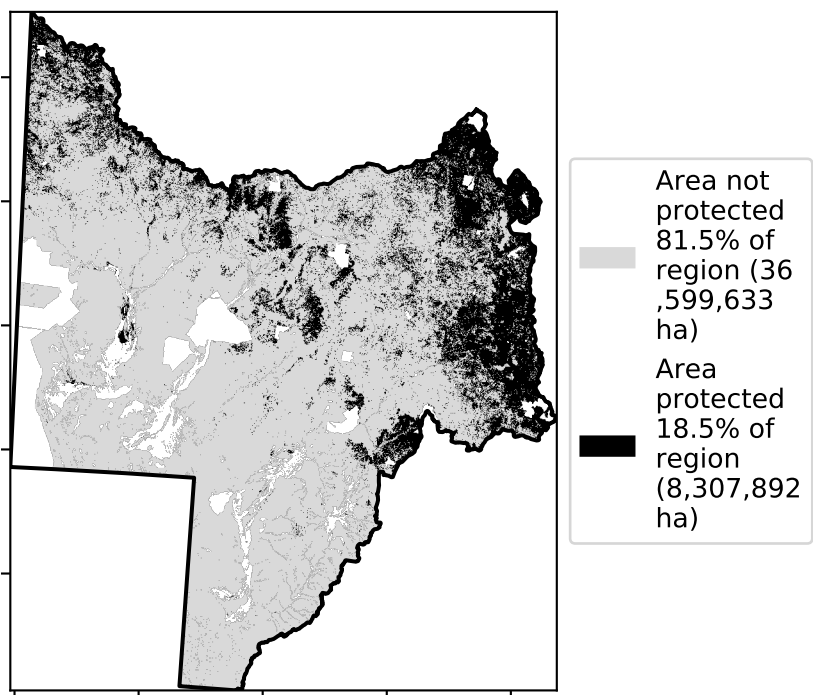 Area not
protected
81.5% of
region (36
,599,633
ha)
Area
protected
18.5% of
region
(8,307,892
ha)